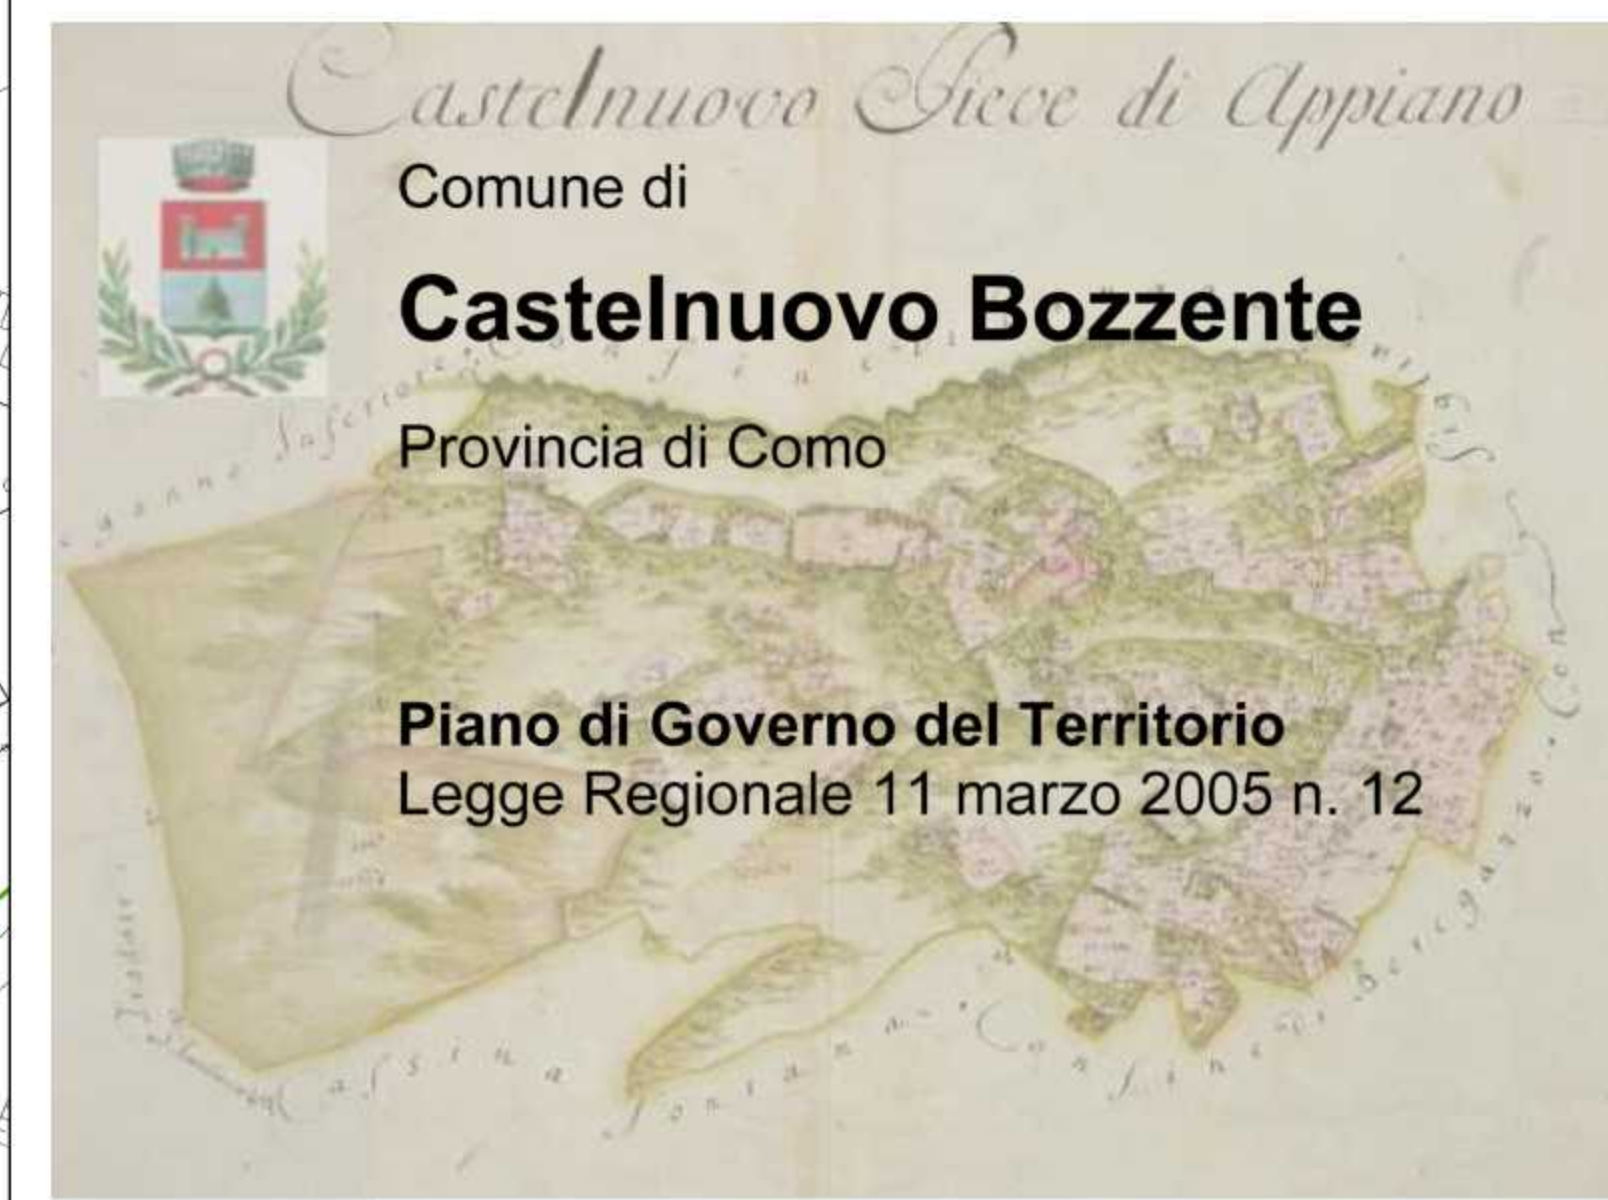 Castelnuovo Pieve di Appiano
Comune di
Castelnuovo Bozzente
Provincia di Como
Piano di Governo del Territorio
Legge Regionale 11 marzo 2005 n. 12